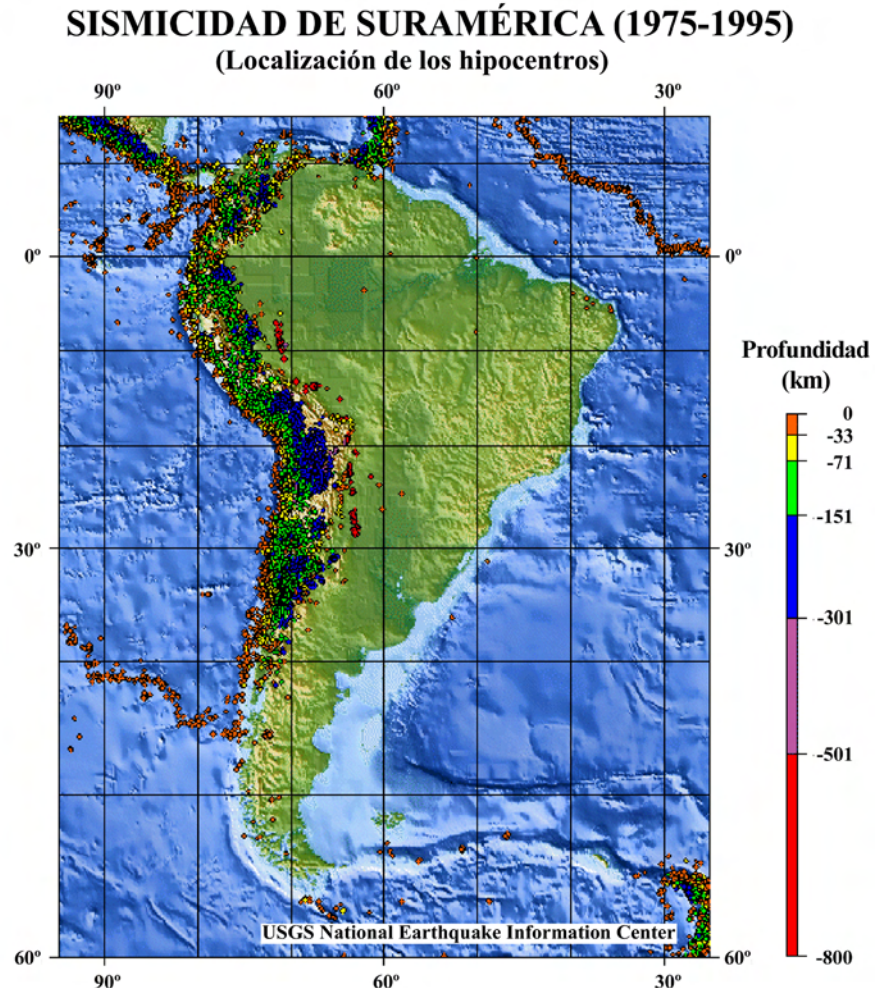 SISMICIDAD DE SURAMÉRICA (1975-1995)
(Localización de los hipocentros)
90º 60º 30º
0º 0º
Profundidad
(km)
0
-33
-71
-151
30º 30º
-301
-501
USGS National Earthquake Information Center
60º 60º -800
90º 60º 30º